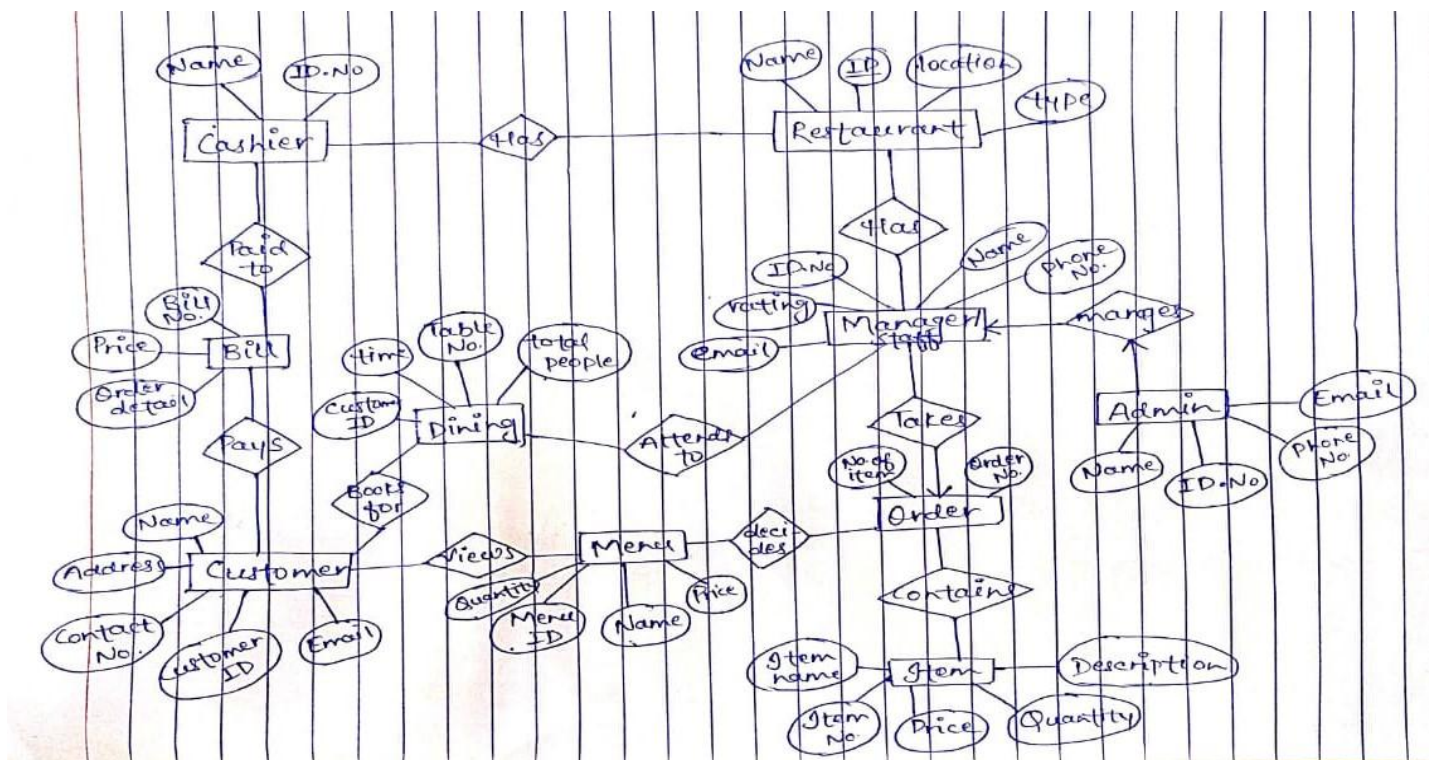 Name
ID.No
Name
ID
location
type
Cashier
Has
Restaurant
Paid
to
Has
ID.No
Name
Phone
No.
rating
Manager/
staff
email
manges
Bill
No.
Price
Bill
Order
detail
time
Table
No.
total
people
Custome
ID
Dining
Attends
to
Takes
Admin
Email
Name
ID.No
Phone
No.
Pays
Books
for
No. of
item
Order
No.
Order
Name
Address
Customer
Contact
No.
Customer
ID
Email
Views
Menu
deci-
des
Quantity
Menu
ID
Name
Price
Contains
Item
name
Item
Description
Item
No.
Price
Quantity